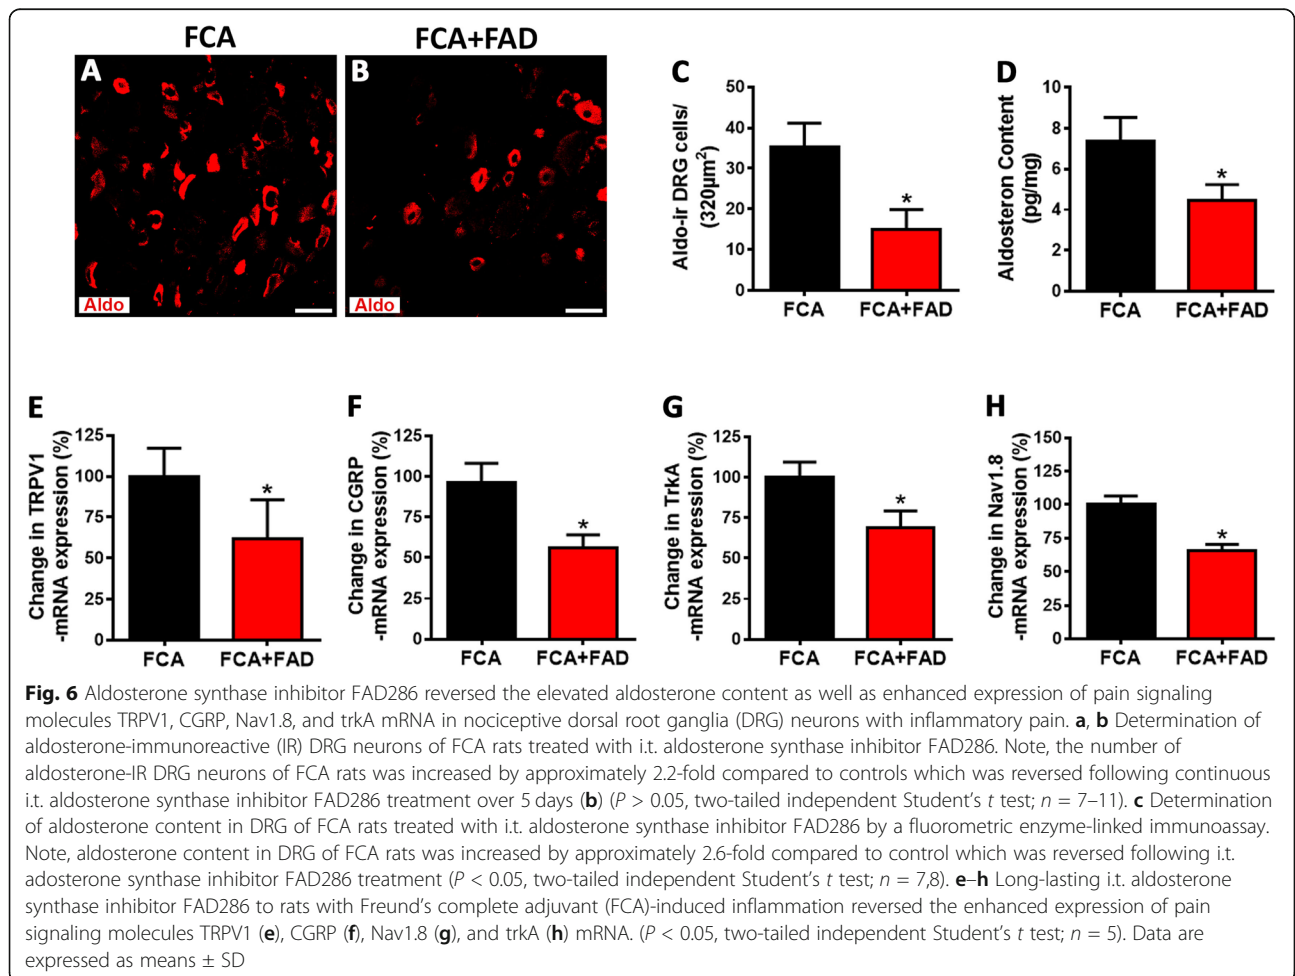 FCA
FCA+FAD
A
B
Aldo
Aldo
C
Aldo-ir DRG cells/
(320µm²)
50
40
30
20
10
0
*
FCA
FCA+FAD
D
Aldosteron Content
(pg/mg)
10
8
6
4
2
0
*
FCA
FCA+FAD
E
Change in TRPV1
-mRNA expression (%)
125
100
75
50
25
0
*
FCA
FCA+FAD
F
Change in CGRP
-mRNA expression (%)
125
100
75
50
25
0
*
FCA
FCA+FAD
G
Change in TrkA
-mRNA expression (%)
125
100
75
50
25
0
*
FCA
FCA+FAD
H
Change in Nav1.8
-mRNA expression (%)
150
125
100
75
50
25
0
*
FCA
FCA+FAD
Fig. 6 Aldosterone synthase inhibitor FAD286 reversed the elevated aldosterone content as well as enhanced expression of pain signaling
molecules TRPV1, CGRP, Nav1.8, and trkA mRNA in nociceptive dorsal root ganglia (DRG) neurons with inflammatory pain. a, b Determination of
aldosterone-immunoreactive (IR) DRG neurons of FCA rats treated with i.t. aldosterone synthase inhibitor FAD286. Note, the number of
aldosterone-IR DRG neurons of FCA rats was increased by approximately 2.2-fold compared to controls which was reversed following continuous
i.t. aldosterone synthase inhibitor FAD286 treatment over 5 days (b) (P > 0.05, two-tailed independent Student's t test; n = 7–11). c Determination
of aldosterone content in DRG of FCA rats treated with i.t. aldosterone synthase inhibitor FAD286 by a fluorometric enzyme-linked immunoassay.
Note, aldosterone content in DRG of FCA rats was increased by approximately 2.6-fold compared to control which was reversed following i.t.
adosterone synthase inhibitor FAD286 treatment (P < 0.05, two-tailed independent Student's t test; n = 7,8). e–h Long-lasting i.t. aldosterone
synthase inhibitor FAD286 to rats with Freund's complete adjuvant (FCA)-induced inflammation reversed the enhanced expression of pain
signaling molecules TRPV1 (e), CGRP (f), Nav1.8 (g), and trkA (h) mRNA. (P < 0.05, two-tailed independent Student's t test; n = 5). Data are
expressed as means ± SD